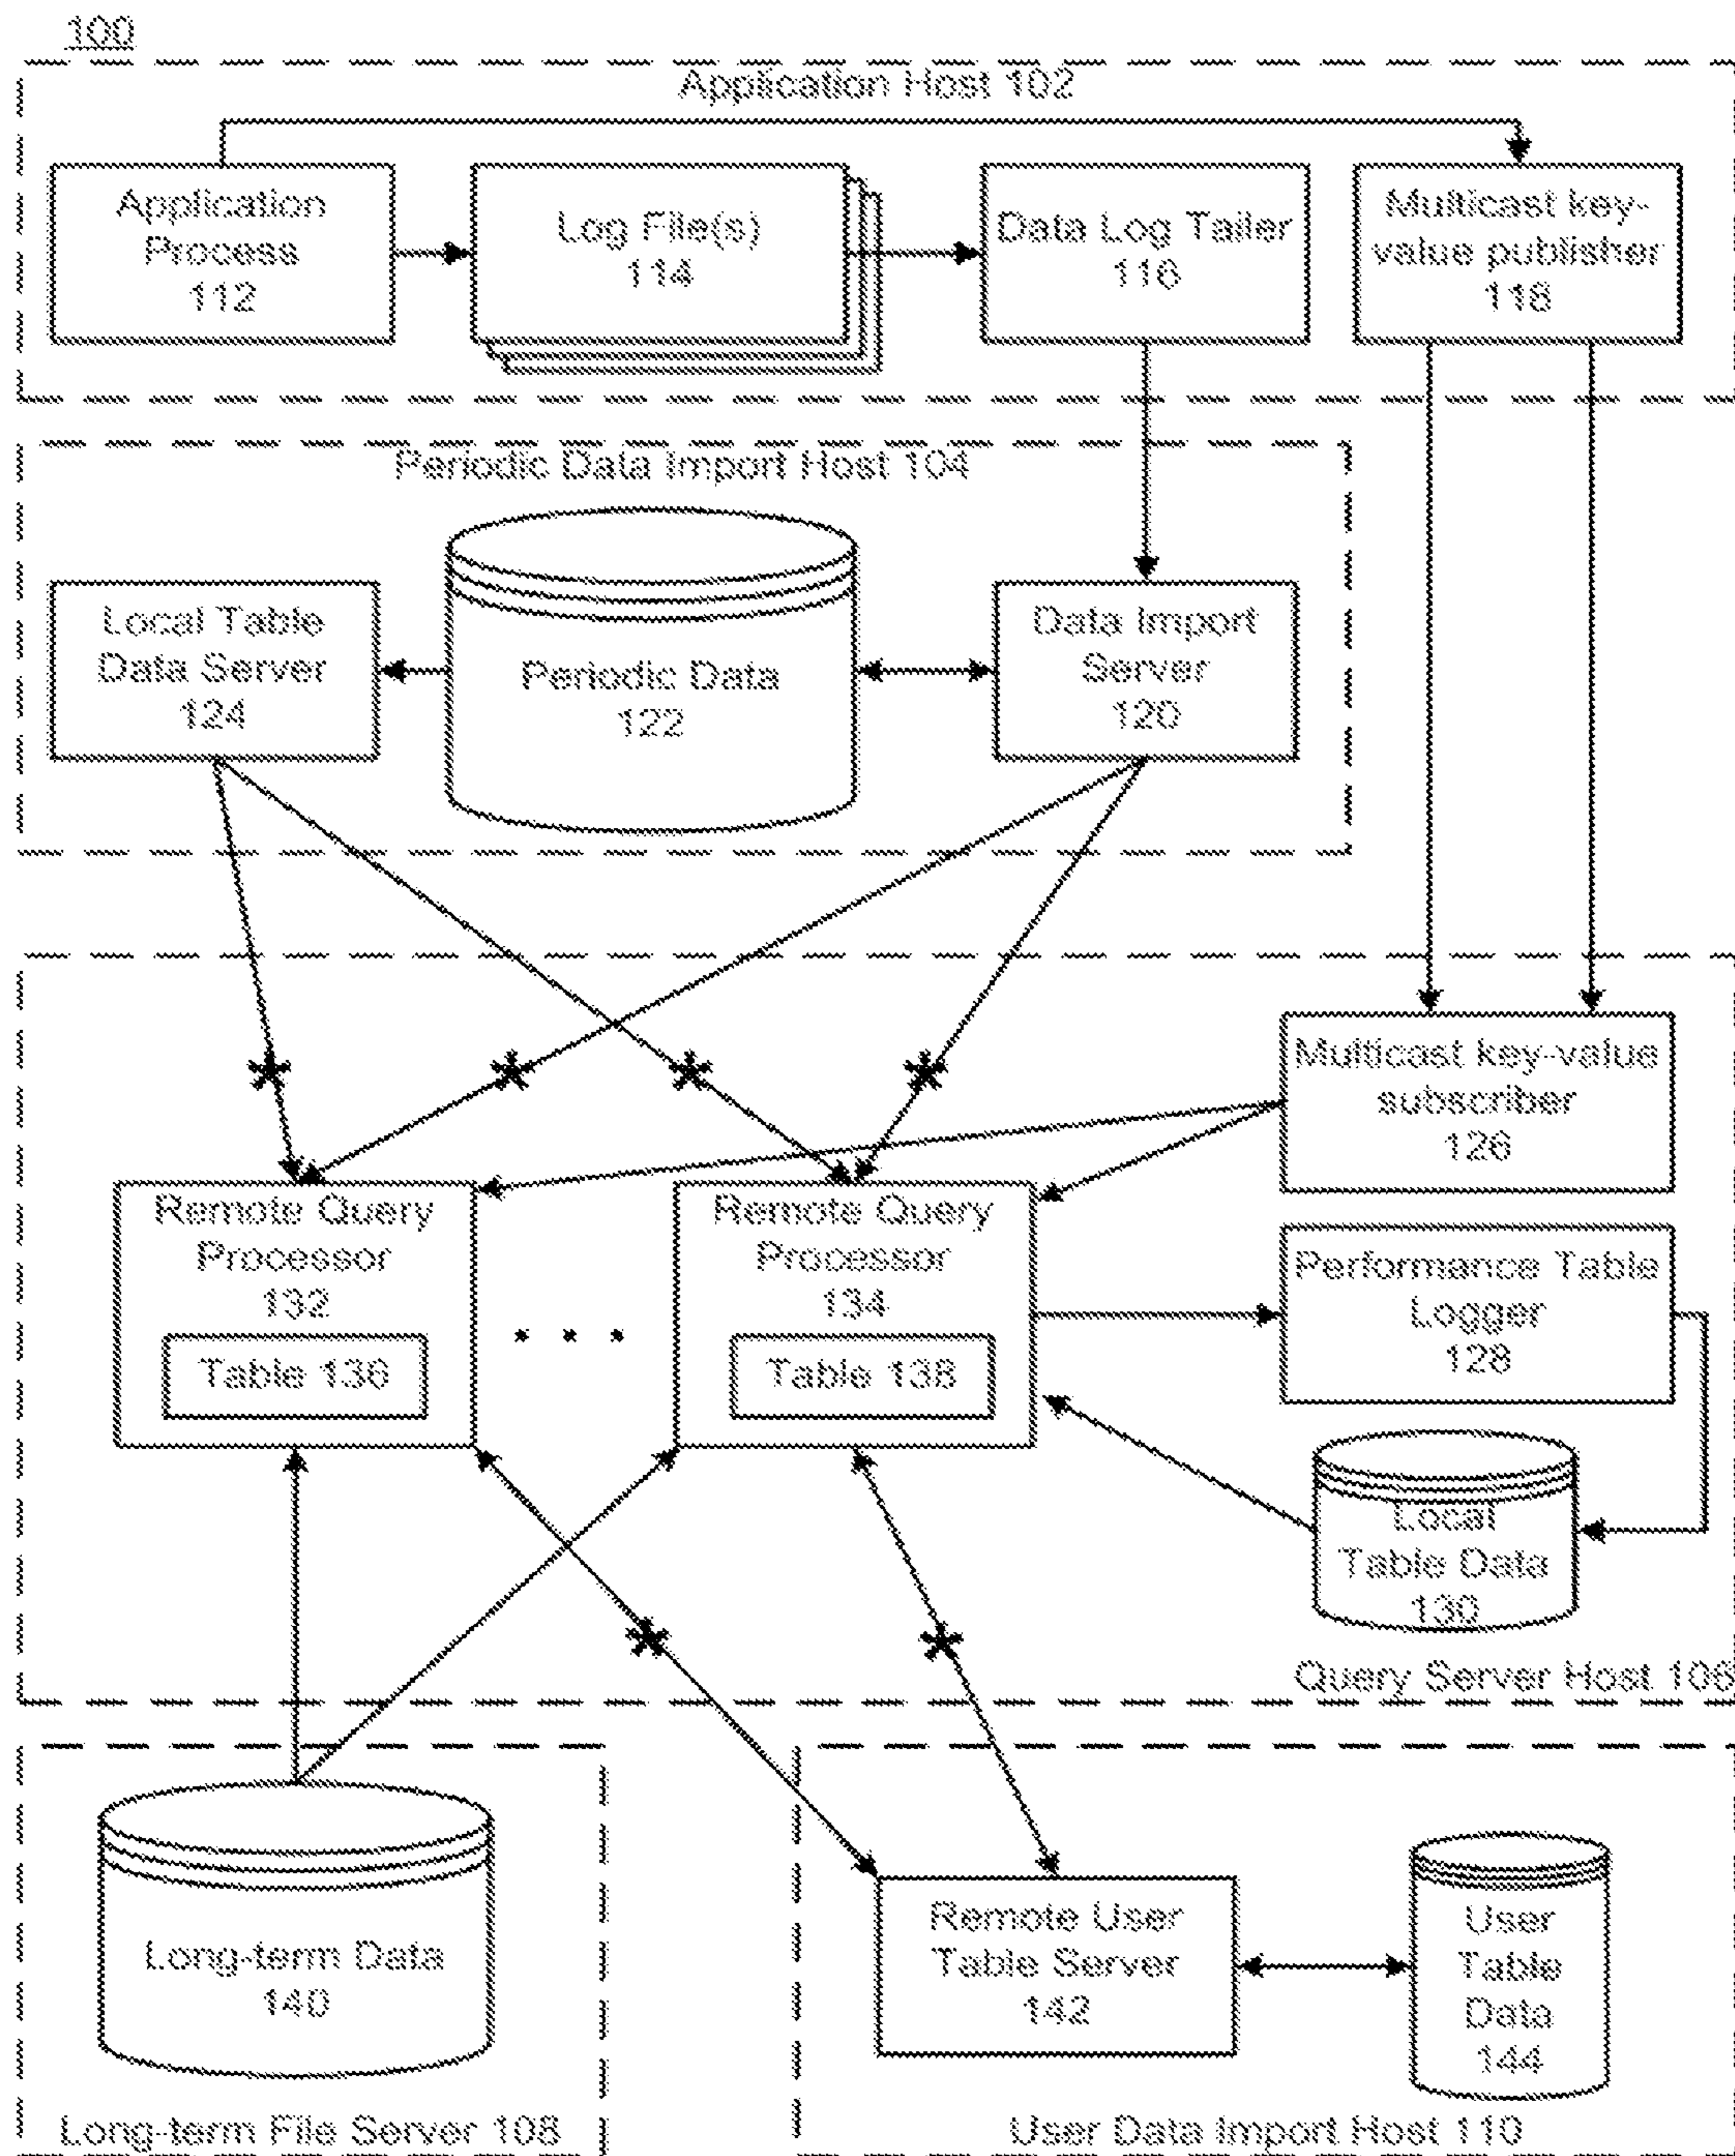 100
Application Host 102
Application
Process
112
Log File(s)
114
Data Log Tailer
116
Multicast key-
value publisher
118
Periodic Data Import Host 104
Local Table
Data Server
124
Periodic Data
122
Data Import
Server
120
Multicast key-value
subscriber
126
Remote Query
Processor
132
Table 136
Remote Query
Processor
134
Table 138
Performance Table
Logger
128
Local
Table Data
130
Query Server Host 106
Long-term Data
140
Long-term File Server 108
Remote User
Table Server
142
User
Table
Data
144
User Data Import Host 110